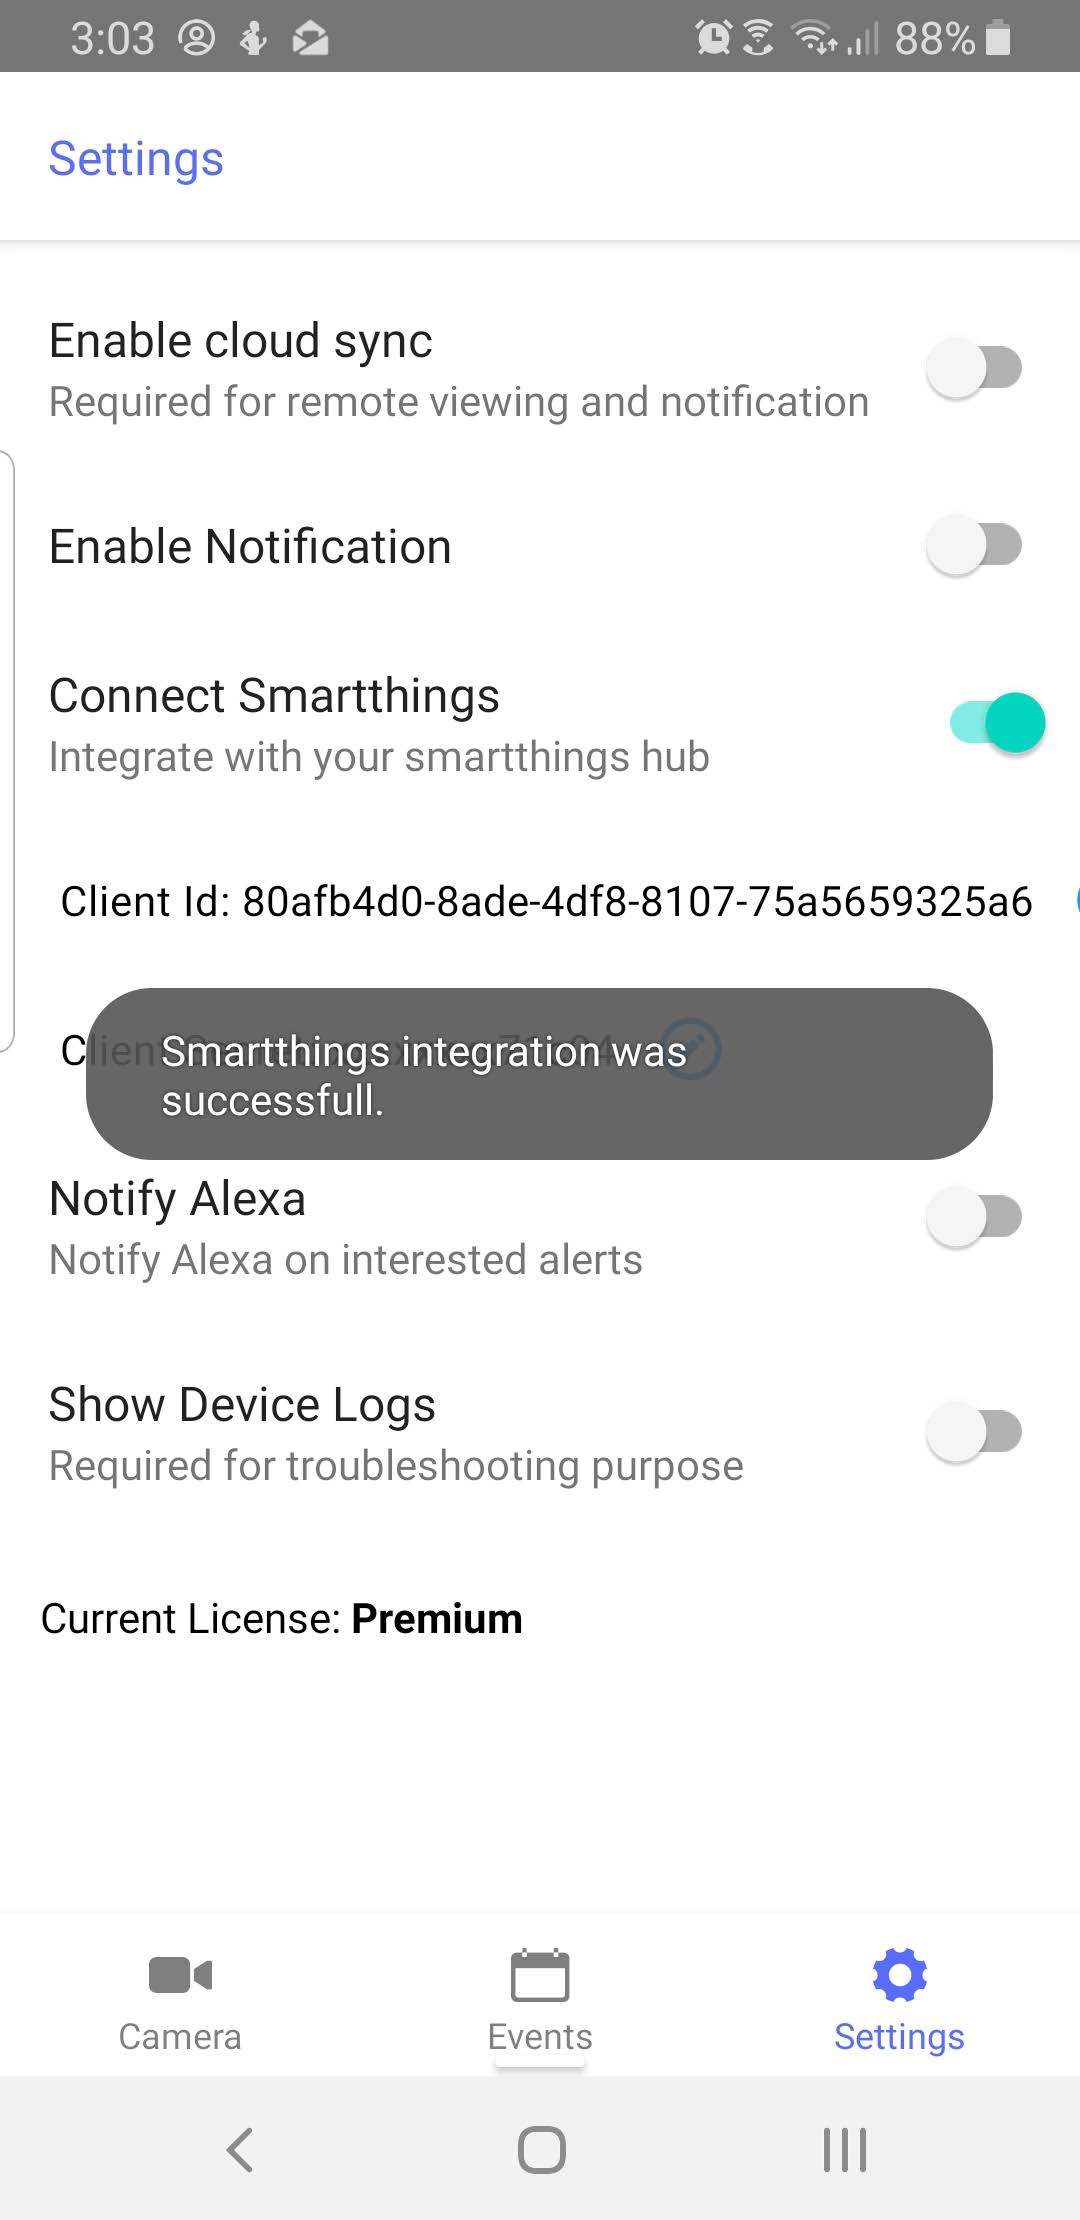 3:03
88%
Settings
Enable cloud sync
Required for remote viewing and notification
Enable Notification
Connect Smartthings
Integrate with your smartthings hub
Client Id: 80afb4d0-8ade-4df8-8107-75a5659325a6
Client
Smartthings integration was
successfull.
Notify Alexa
Notify Alexa on interested alerts
Show Device Logs
Required for troubleshooting purpose
Current License: Premium
Camera
Events
Settings